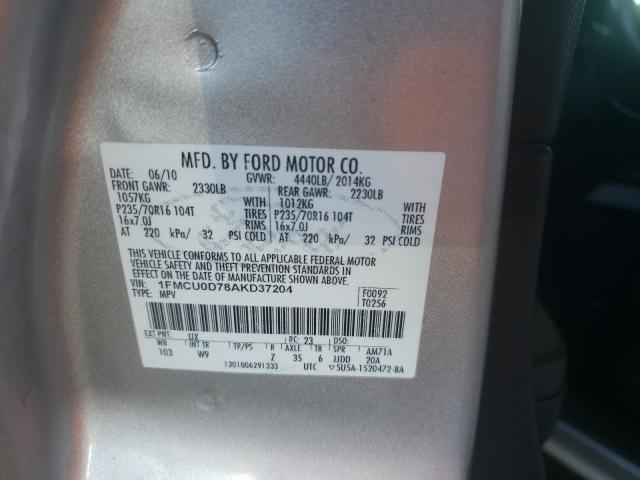 MFD. BY FORD MOTOR CO.
DATE: 06/10 GVWR: 4440LB/ 2014KG
FRONT GAWR: 2330LB REAR GAWR: 2230LB
1057KG WITH 1012KG WITH
P235/70R16 104T TIRES P235/70R16 104T TIRES
16x7.0J RIMS 16x7.0J RIMS
AT 220 kPa/ 32 PSI COLD AT 220 kPa/ 32 PSI COLD
THIS VEHICLE CONFORMS TO ALL APPLICABLE FEDERAL MOTOR
VEHICLE SAFETY AND THEFT PREVENTION STANDARDS IN
EFFECT ON THE DATE OF MANUFACTURE SHOWN ABOVE.
VIN: 1FMCU0D78AKD37204 F0092
TYPE: MPV T0256
EXT PNT: UX RC: 23 DSO:
WB INT TR TP/PS R AXLE TR SPR AM71A
103 W9 Z 35 6 JJDD 20A
1201006291333 UTC ▽5U5A-1520472-BA